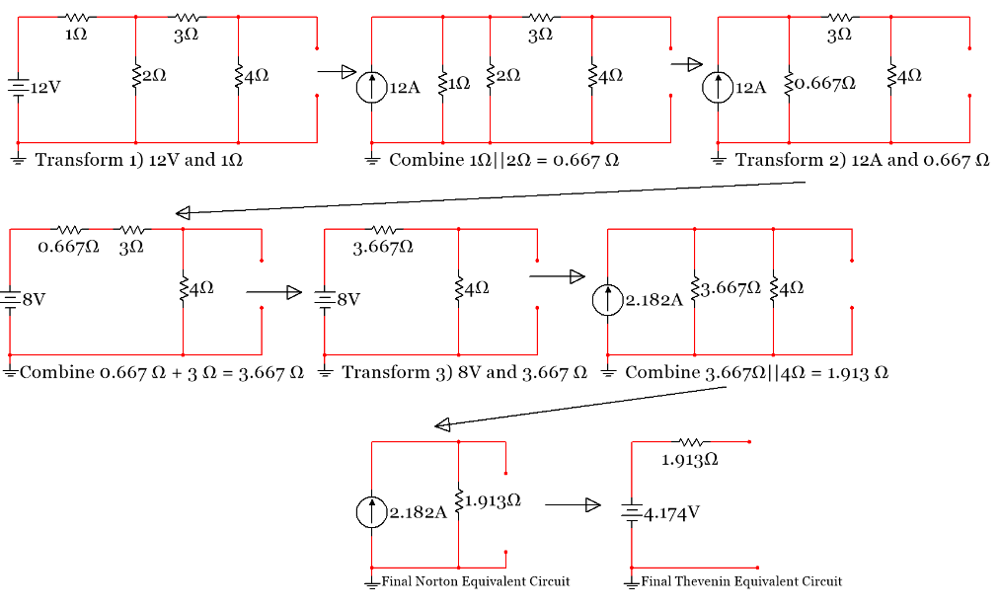 1Ω
3Ω
2Ω
4Ω
12V
Transform 1) 12V and 1Ω
3Ω
12A
1Ω
2Ω
4Ω
Combine 1Ω||2Ω = 0.667 Ω
3Ω
12A
0.667Ω
4Ω
Transform 2) 12A and 0.667 Ω
0.667Ω
3Ω
8V
4Ω
Combine 0.667 Ω + 3 Ω = 3.667 Ω
3.667Ω
8V
4Ω
Transform 3) 8V and 3.667 Ω
2.182A
3.667Ω
4Ω
Combine 3.667Ω||4Ω = 1.913 Ω
2.182A
1.913Ω
Final Norton Equivalent Circuit
1.913Ω
4.174V
Final Thevenin Equivalent Circuit